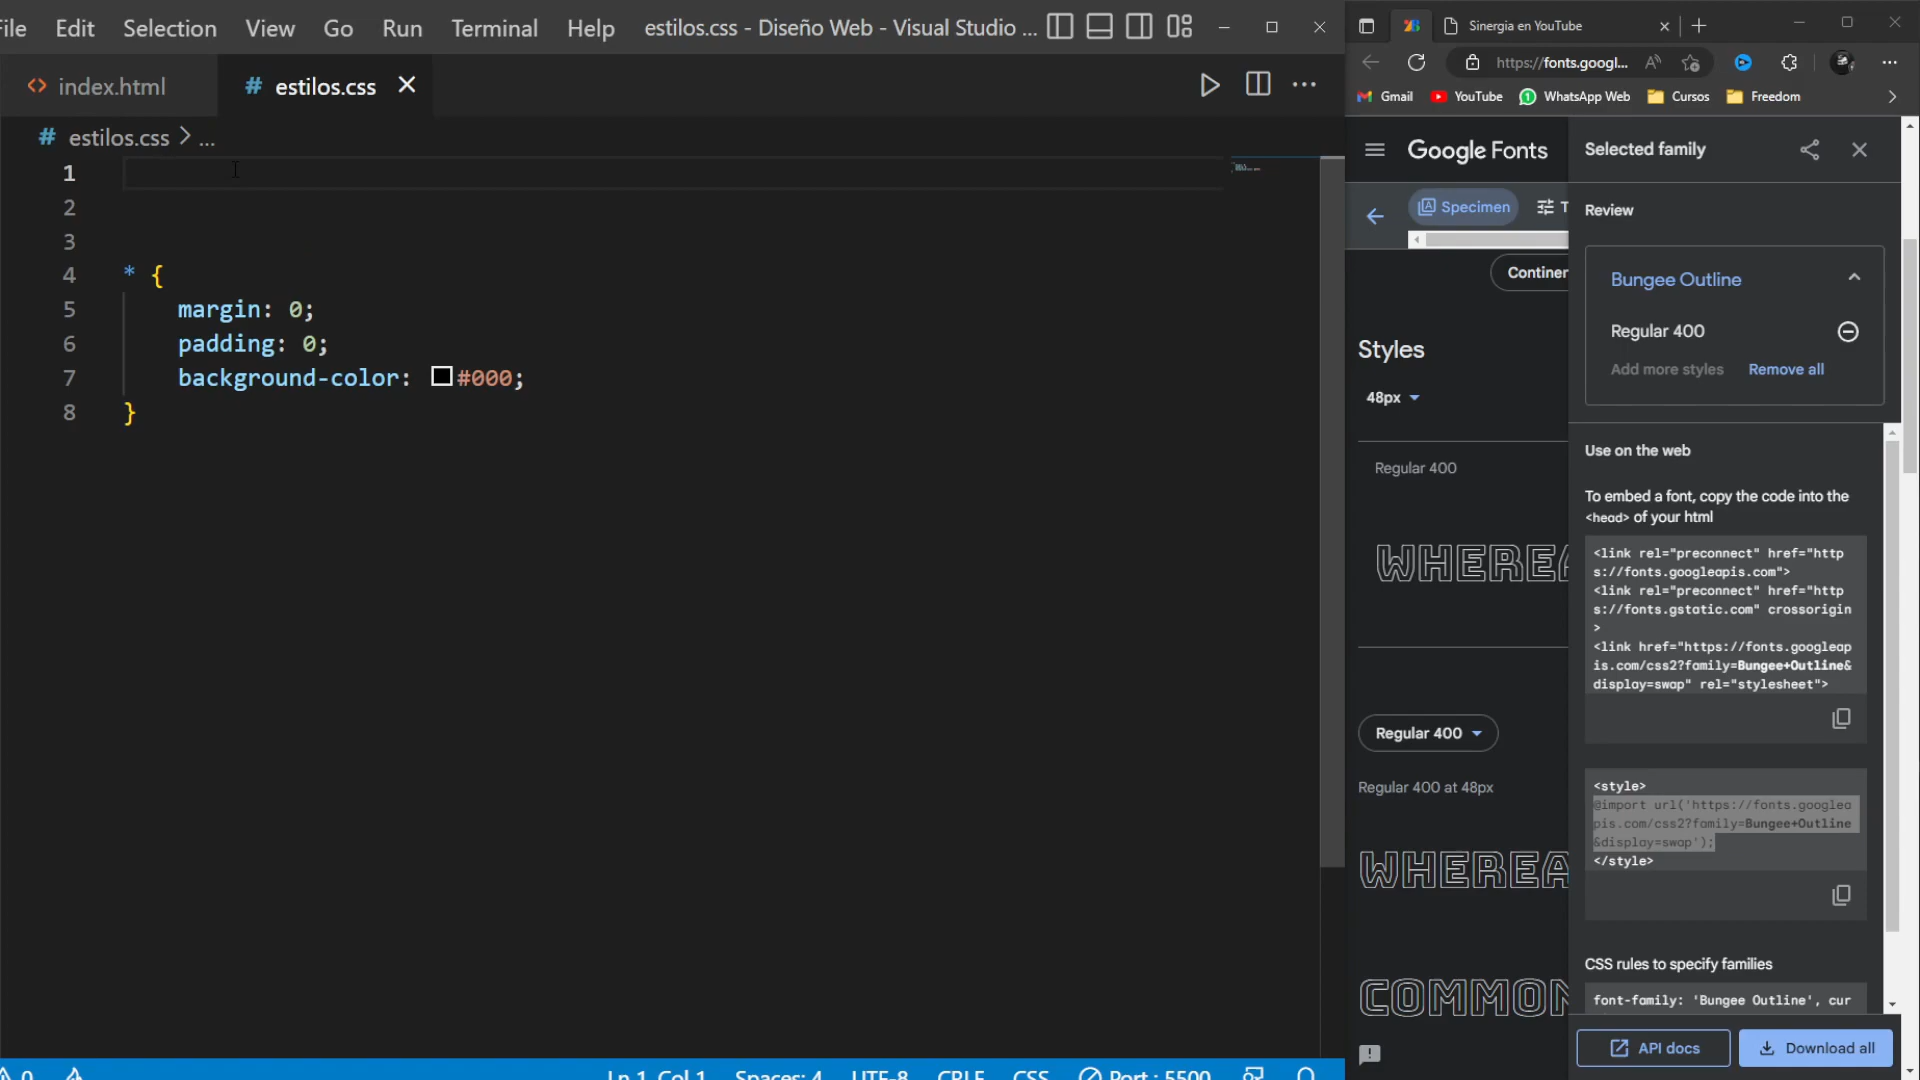 File Edit Selection View Go Run Terminal Help estilos.css - Diseño Web - Visual Studio ...
index.html
# estilos.css
# estilos.css > ...
1
2
3
4 * {
5 margin: 0;
6 padding: 0;
7 background-color: #000;
8 }
0
Ln 1, Col 1 Spaces: 4 UTF-8 CRLF CSS Port : 5500
Sinergia en YouTube
https://fonts.googl...
Gmail YouTube WhatsApp Web Cursos Freedom
Google Fonts
Specimen T
Continer
Styles
48px
Regular 400
WHEREA
Regular 400
Regular 400 at 48px
WHEREA
COMMON
Selected family
Review
Bungee Outline
Regular 400
Add more styles Remove all
Use on the web
To embed a font, copy the code into the
<head> of your html
<link rel="preconnect" href="http
s://fonts.googleapis.com">
<link rel="preconnect" href="http
s://fonts.gstatic.com" crossorigin
>
<link href="https://fonts.googleap
is.com/css2?family=Bungee+Outline&
display=swap" rel="stylesheet">
<style>
@import url('https://fonts.googlea
pis.com/css2?family=Bungee+Outline
&display=swap');
</style>
CSS rules to specify families
font-family: 'Bungee Outline', cur
API docs Download all